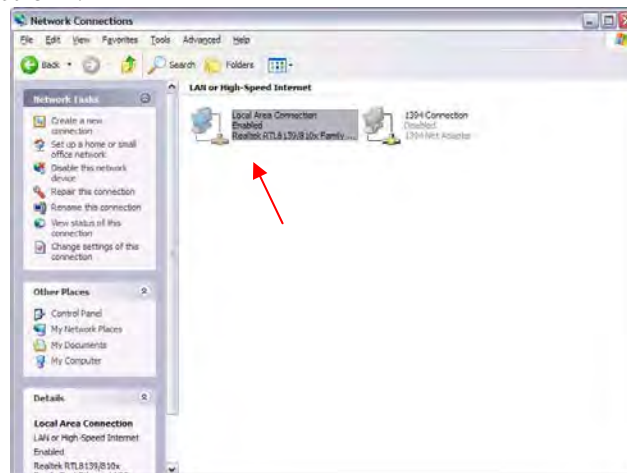 Network Connections
File Edit View Favorites Tools Advanced Help
Back Search Folders
LAN or High-Speed Internet
Network Tasks
Create a new
connection
Set up a home or small
office network
Disable this network
device
Repair this connection
Rename this connection
View status of this
connection
Change settings of this
connection
Local Area Connection
Enabled
Realtek RTL8139/810x Family ...
1394 Connection
Disabled
1394 Net Adapter
Other Places
Control Panel
My Network Places
My Documents
My Computer
Details
Local Area Connection
LAN or High-Speed Internet
Enabled
Realtek RTL8139/810x